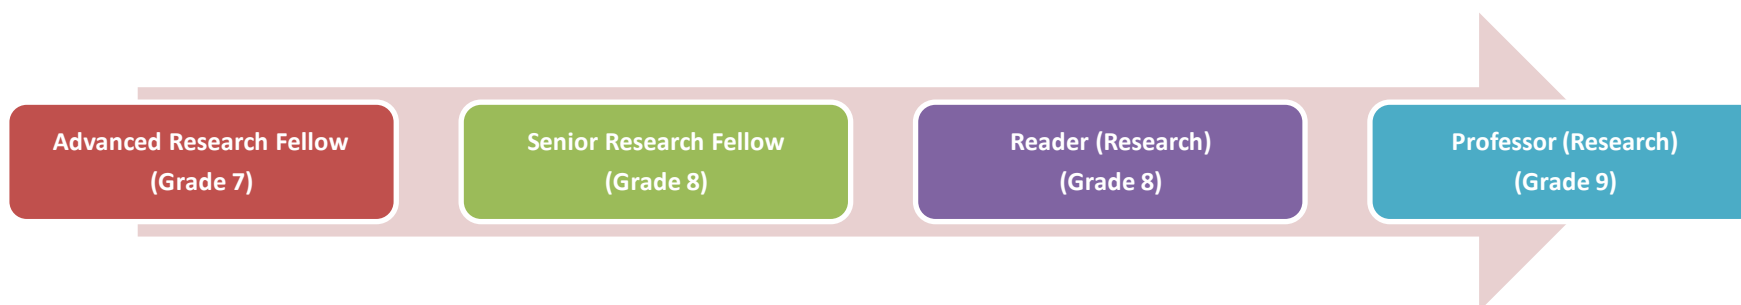 Advanced Research Fellow
(Grade 7)
Senior Research Fellow
(Grade 8)
Reader (Research)
(Grade 8)
Professor (Research)
(Grade 9)